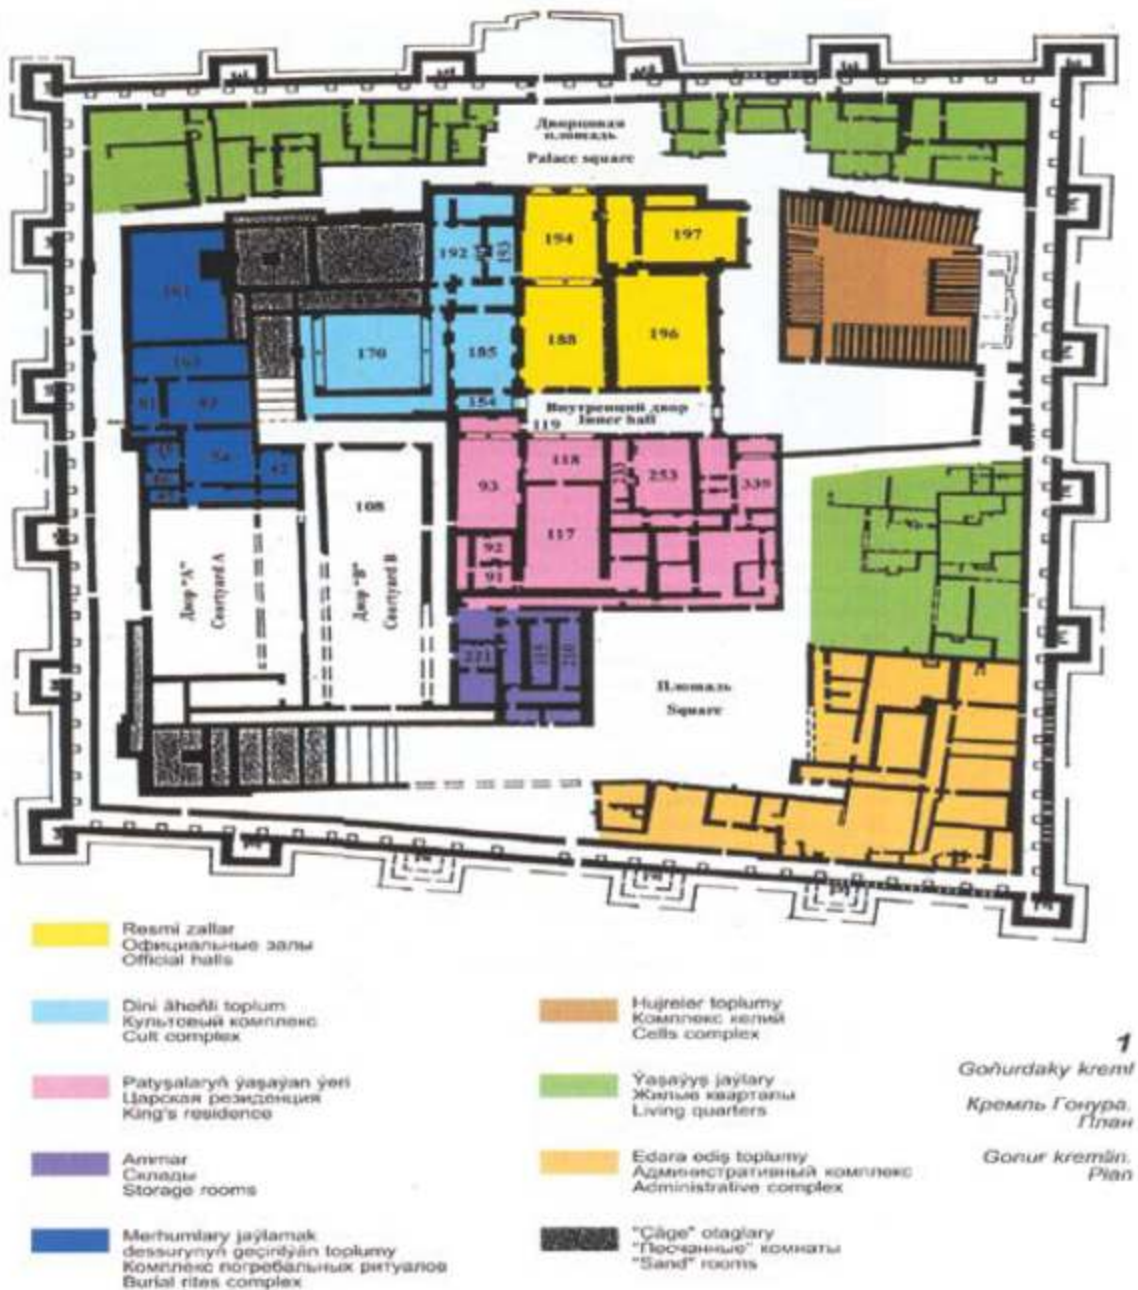 Дворцовая
площадь
Palace square
194
197
192
193
188
196
170
185
154
Внутренний двор
Inner hall
119
118
93
233
253
339
108
117
92
91
Двор "А"
Courtyard A
Двор "В"
Courtyard B
221
210
Площадь
Square
Resmi zallar
Официальные залы
Official halls
Dini äheňli toplum
Культовый комплекс
Cult complex
Patyşalaryň ýaşaýan ýeri
Царская резиденция
King's residence
Ammar
Склады
Storage rooms
Merhumlary jaýlamak
dessurynyň geçirilýän toplumy
Комплекс погребальных ритуалов
Burial rites complex
Hujreler toplumy
Комплекс келий
Cells complex
Ýaşaýyş jaýlary
Жилые кварталы
Living quarters
Edara ediş toplumy
Административный комплекс
Administrative complex
"Çäge" otaglary
"Песчанные" комнаты
"Sand" rooms
1
Goňurdaky kreml
Кремль Гонура.
План
Gonur kremlin.
Plan